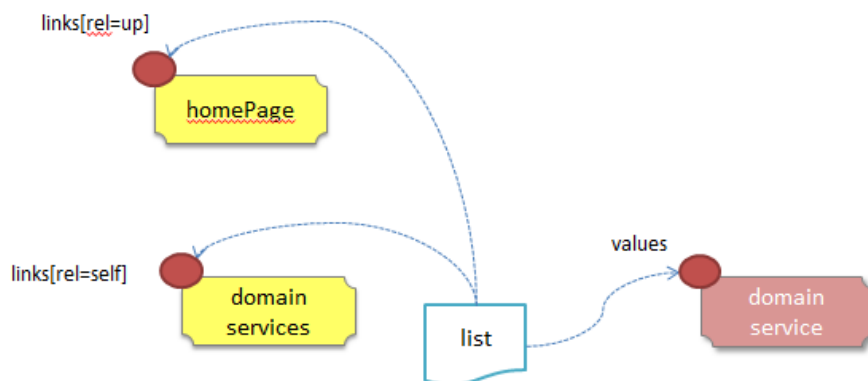 links[rel=up]
homePage
links[rel=self]
domain
services
values
list
domain
service